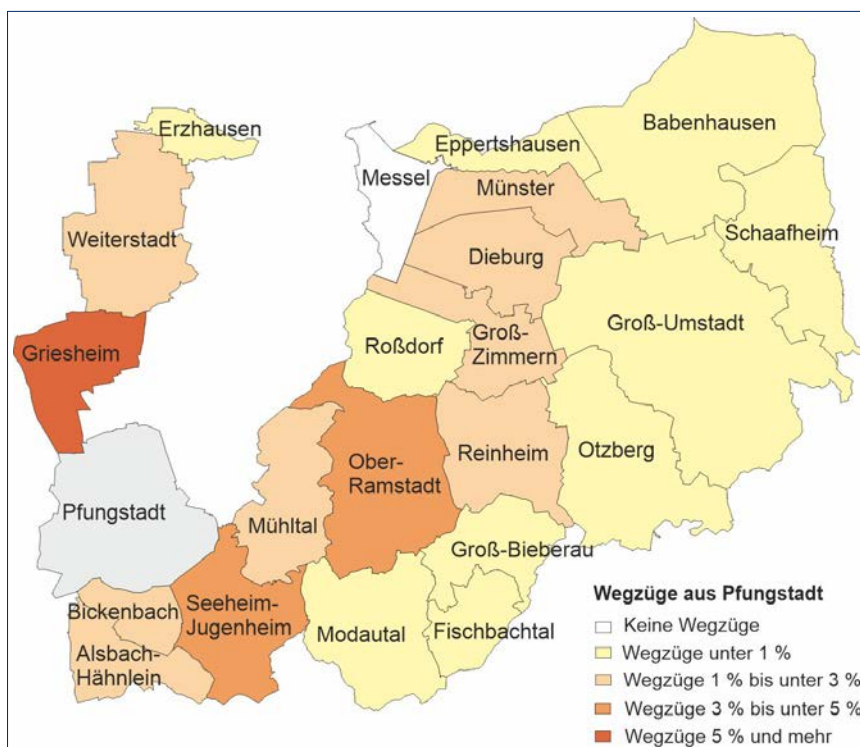 Erzhausen
Babenhausen
Eppertshausen
Messel
Münster
Weiterstadt
Schaafheim
Dieburg
Groß-Umstadt
Griesheim
Roßdorf
Groß-
Zimmern
Ober-
Ramstadt
Reinheim
Otzberg
Pfungstadt
Mühltal
Groß-Bieberau
Bickenbach
Seeheim-
Jugenheim
Modautal
Fischbachtal
Alsbach-
Hähnlein
Wegzüge aus Pfungstadt
Keine Wegzüge
Wegzüge unter 1 %
Wegzüge 1 % bis unter 3 %
Wegzüge 3 % bis unter 5 %
Wegzüge 5 % und mehr